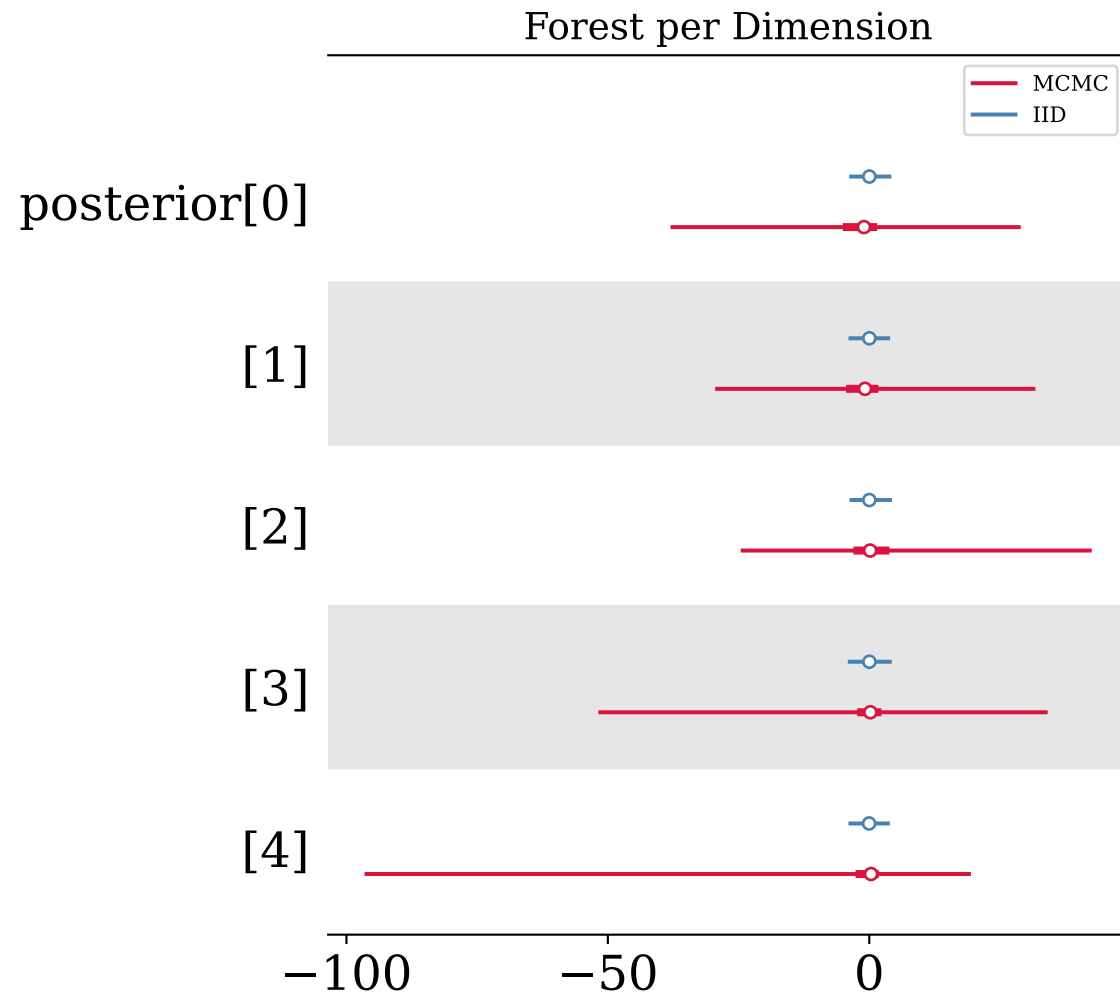 Forest per Dimension
MCMC
IID
posterior[0]
[1]
[2]
[3]
[4]
−100 −50 0